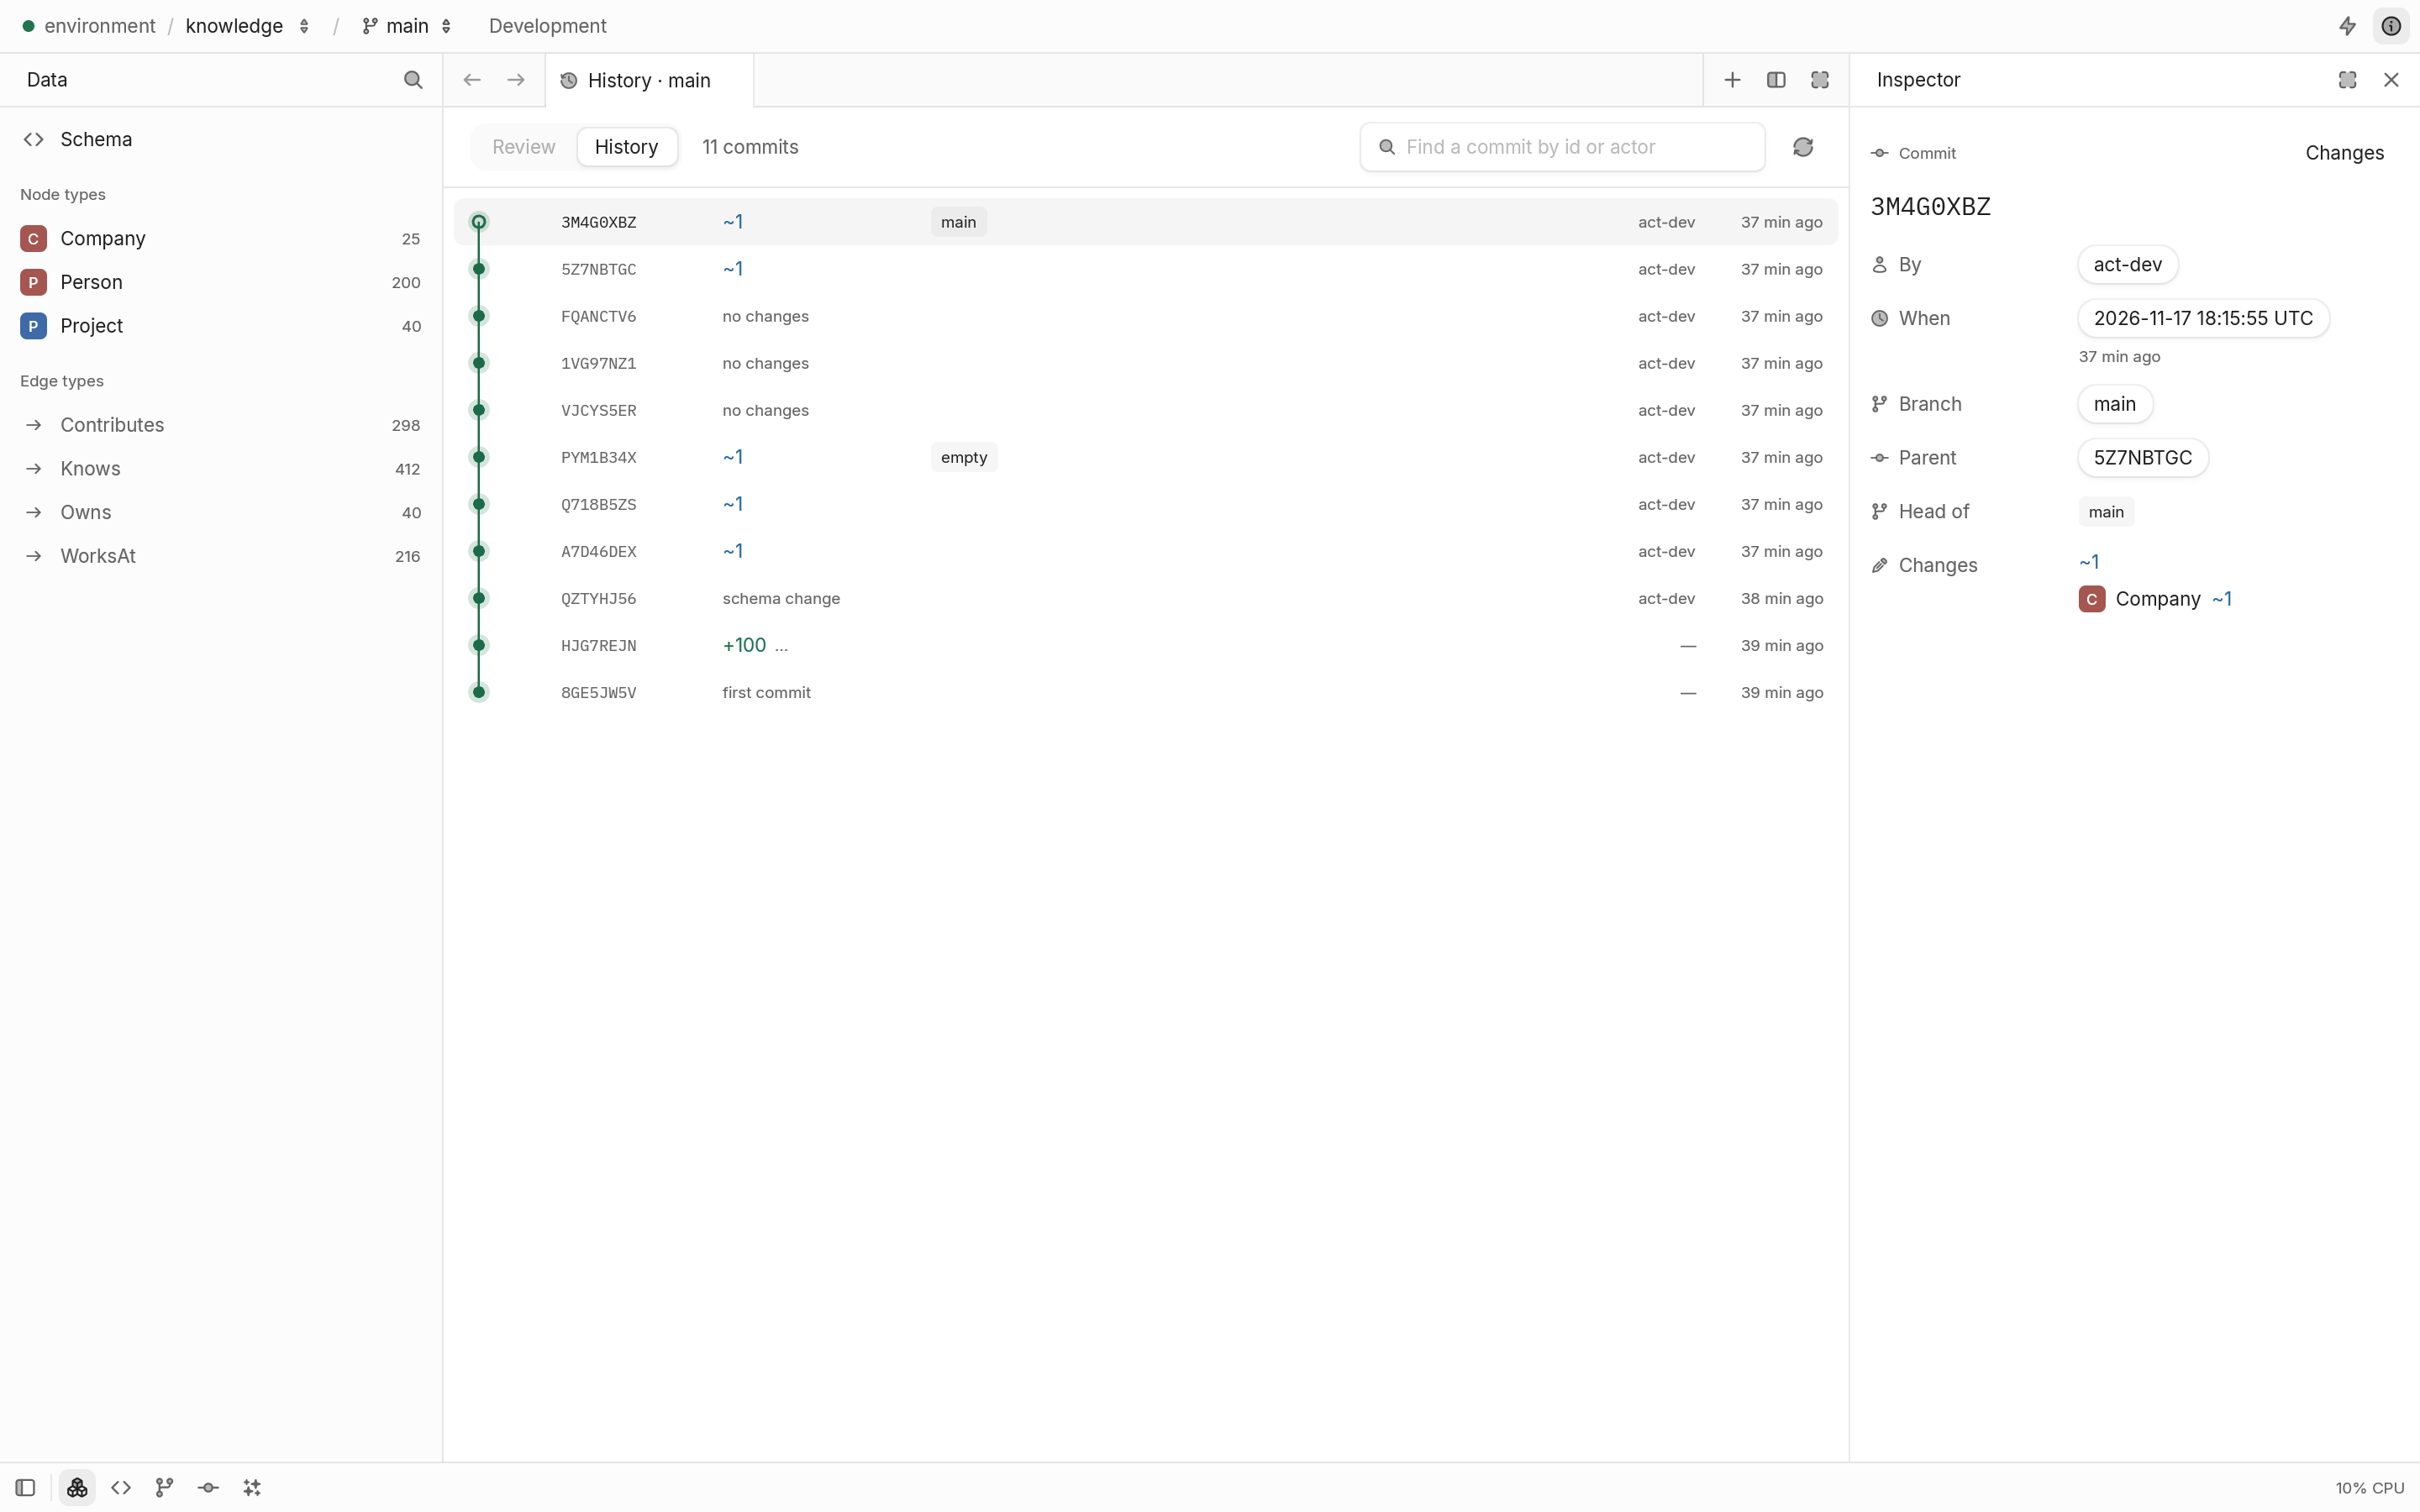 environment / knowledge / main Development
Data
History · main
Inspector
Schema
Node types
C Company 25
P Person 200
P Project 40
Edge types
Contributes 298
Knows 412
Owns 40
WorksAt 216
Review History 11 commits Find a commit by id or actor
3M4G0XBZ ~1 main act-dev 37 min ago
5Z7NBTGC ~1 act-dev 37 min ago
FQANCTV6 no changes act-dev 37 min ago
1VG97NZ1 no changes act-dev 37 min ago
VJCYS5ER no changes act-dev 37 min ago
PYM1B34X ~1 empty act-dev 37 min ago
Q718B5ZS ~1 act-dev 37 min ago
A7D46DEX ~1 act-dev 37 min ago
QZTYHJ56 schema change act-dev 38 min ago
HJG7REJN +100 ... — 39 min ago
8GE5JW5V first commit — 39 min ago
Commit Changes
3M4G0XBZ
By act-dev
When 2026-11-17 18:15:55 UTC
37 min ago
Branch main
Parent 5Z7NBTGC
Head of main
Changes ~1
C Company ~1
10% CPU